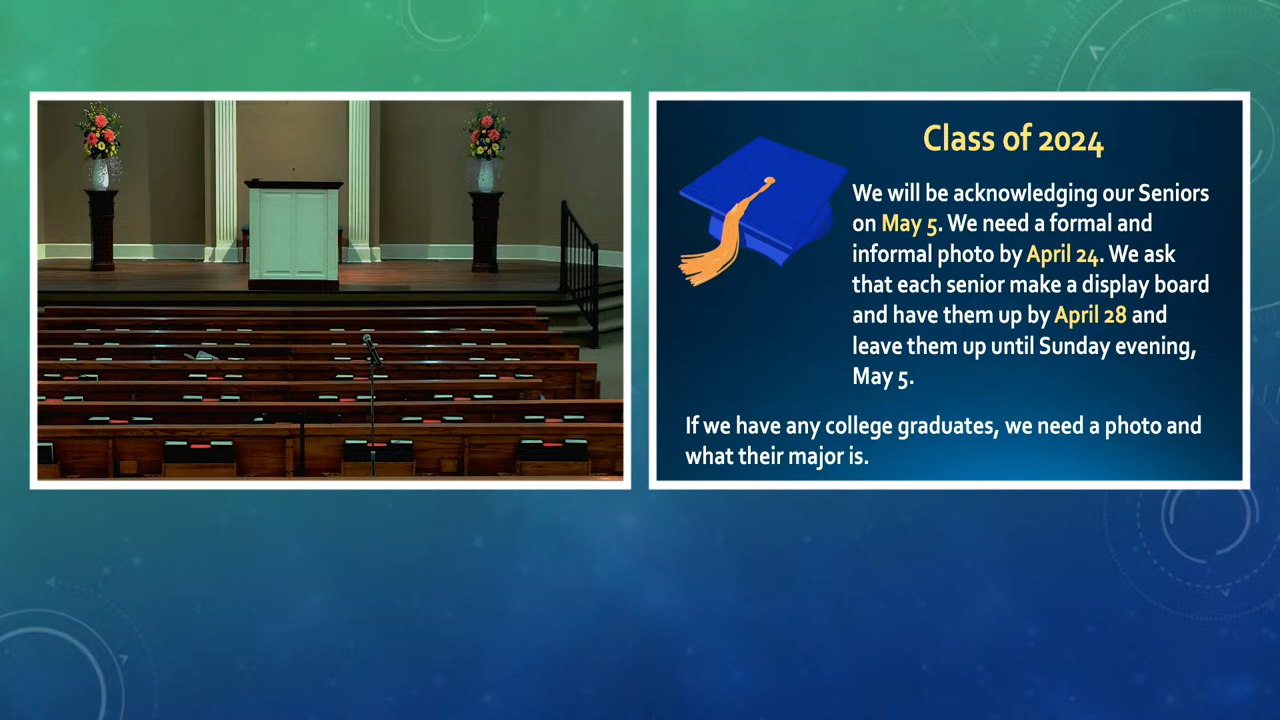 Class of 2024
We will be acknowledging our Seniors
on May 5. We need a formal and
informal photo by April 24. We ask
that each senior make a display board
and have them up by April 28 and
leave them up until Sunday evening,
May 5.
If we have any college graduates, we need a photo and
what their major is.